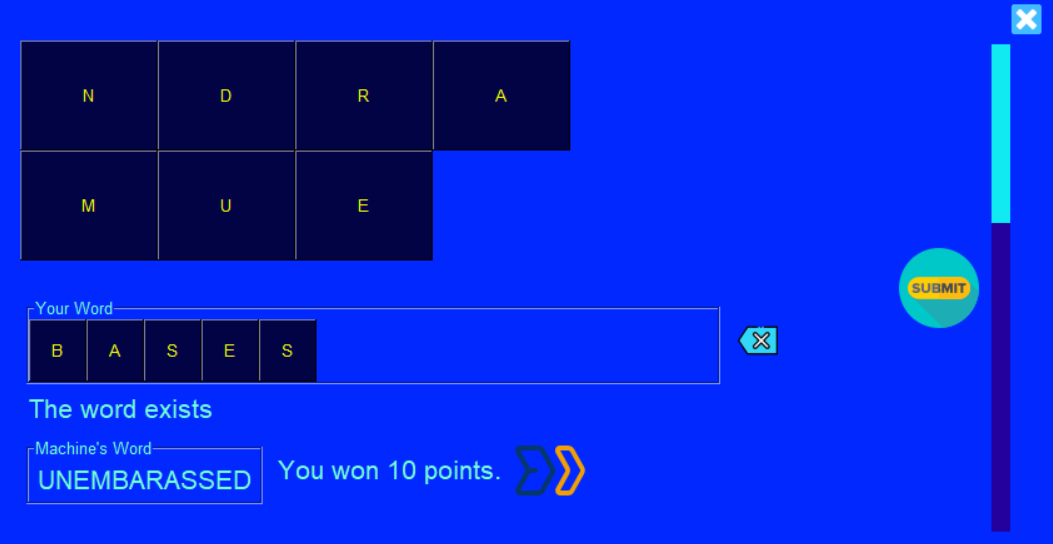 N D R A
M U E
Your Word
B A S E S
SUBMIT
The word exists
Machine's Word
UNEMBARASSED
You won 10 points.